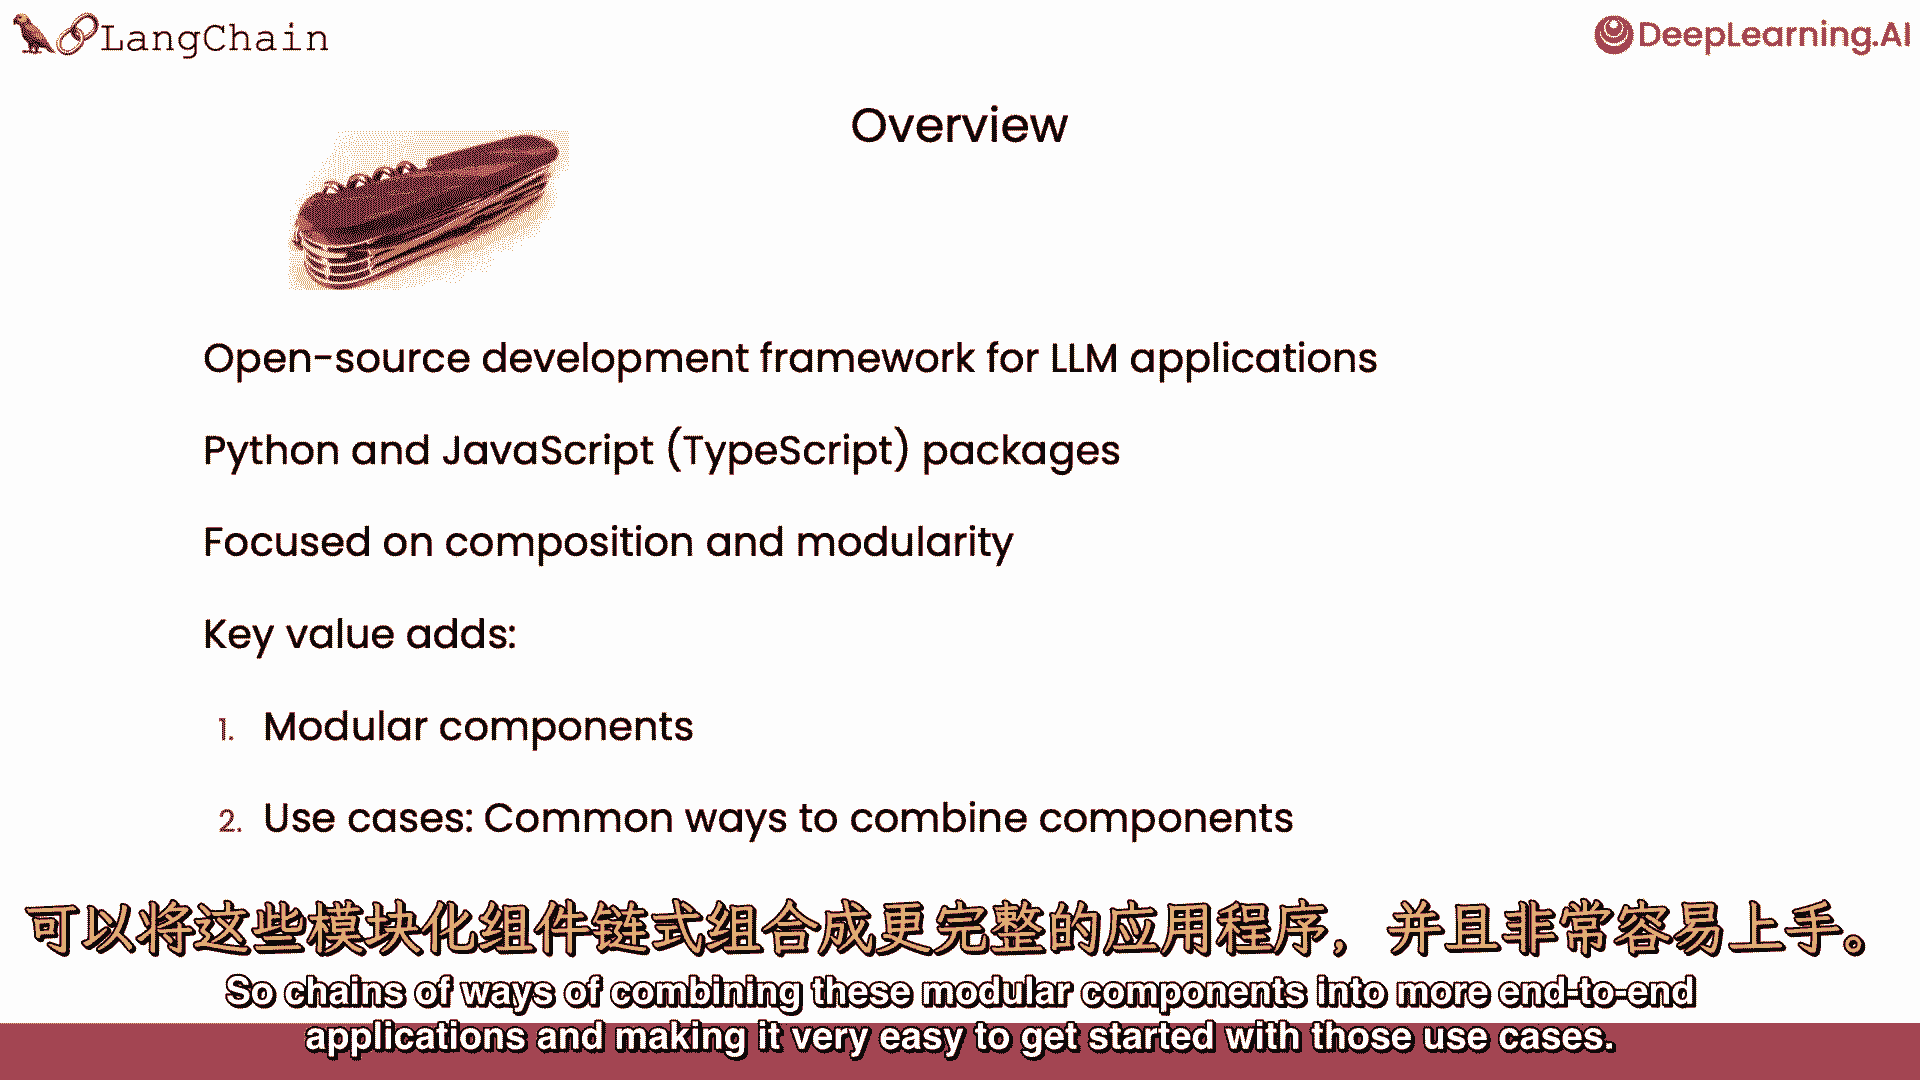 LangChain
DeepLearning.AI
Overview
Open-source development framework for LLM applications
Python and JavaScript (TypeScript) packages
Focused on composition and modularity
Key value adds:
1. Modular components
2. Use cases: Common ways to combine components
可以将这些模块化组件链式组合成更完整的应用程序，并且非常容易上手。
So chains of ways of combining these modular components into more end-to-end
applications and making it very easy to get started with those use cases.